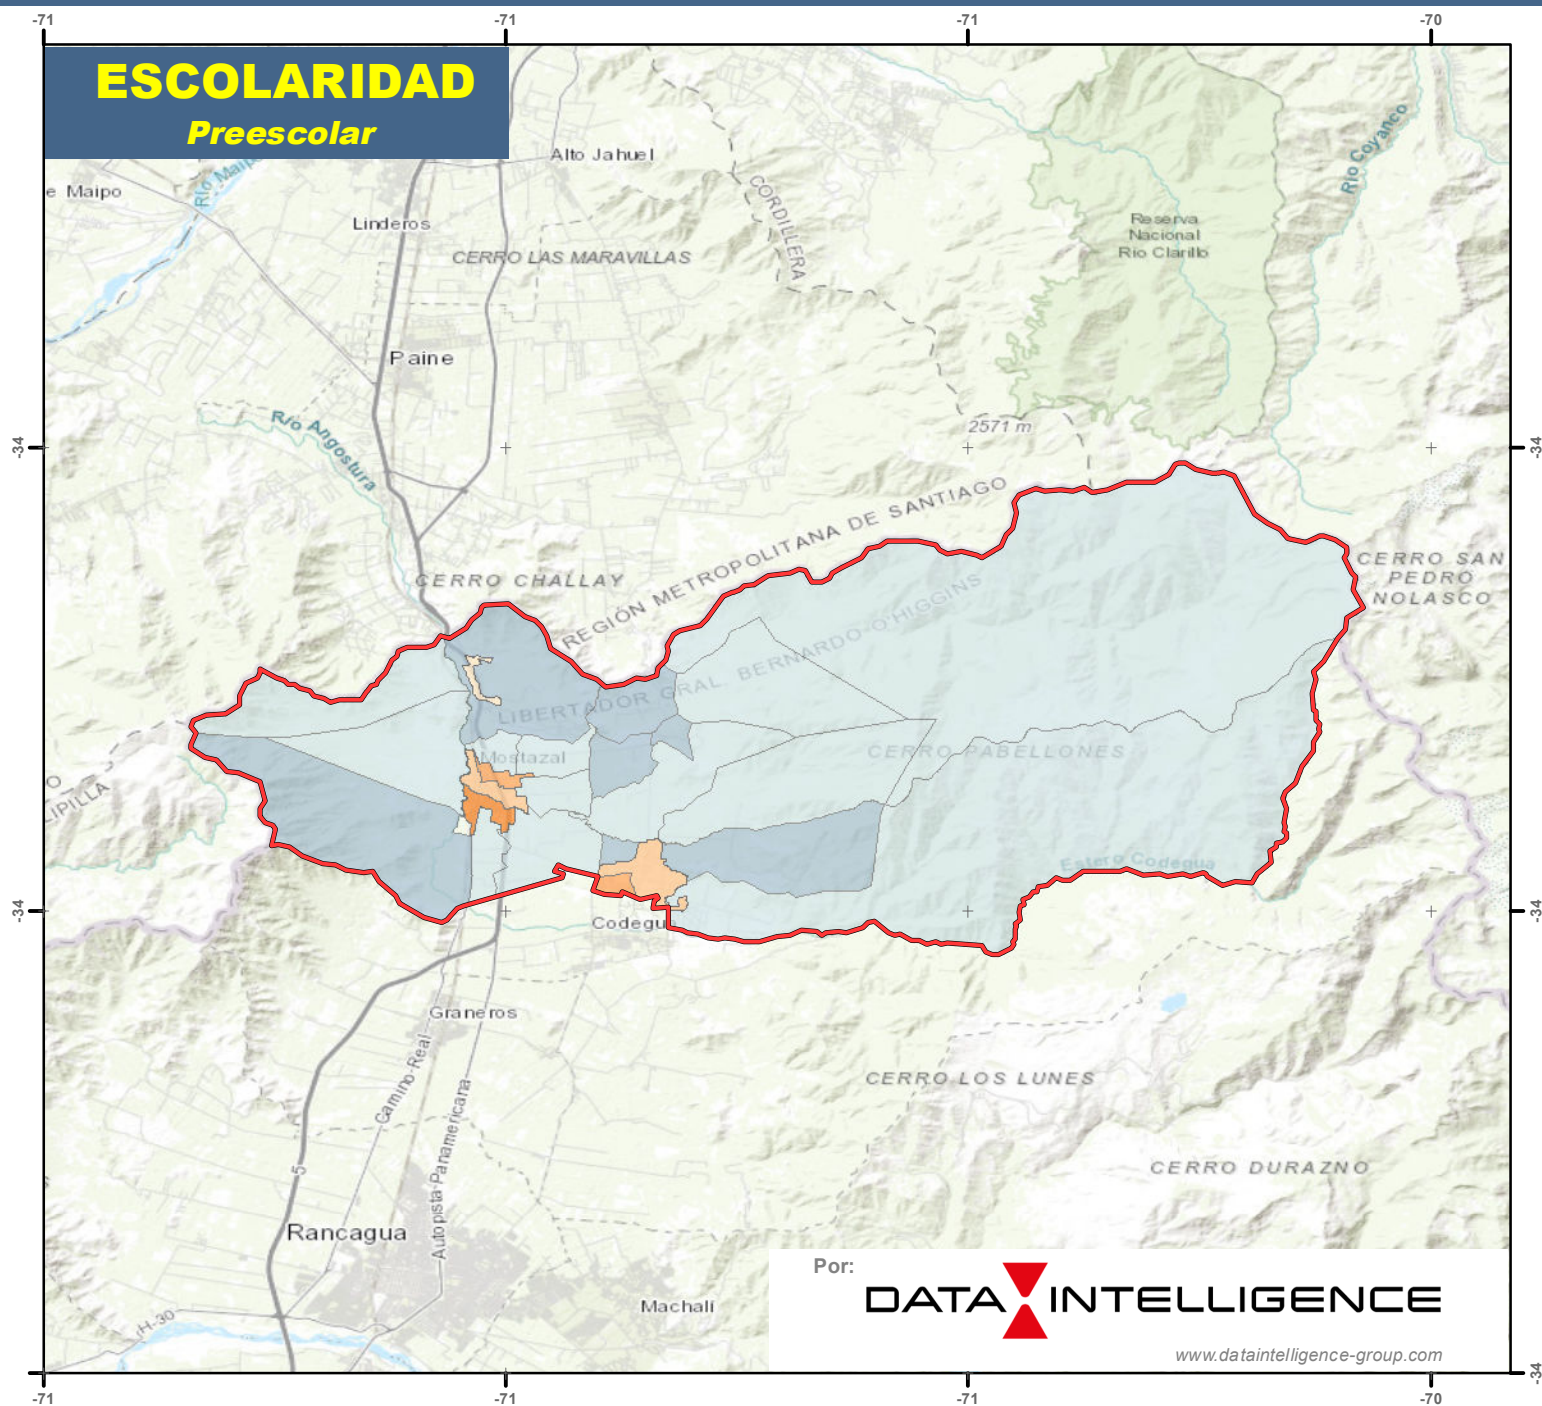 -71
-71
-71
-70
ESCOLARIDAD
Preescolar
Alto Jahuel
Río Maipo
e Maipo
Linderos
CORDILLERA
Río Coyanco
Reserva
Nacional
Río Clarillo
CERRO LAS MARAVILLAS
Paine
Río Angostura
2571 m
-34
-34
REGIÓN METROPOLITANA DE SANTIAGO
CERRO CHALLAY
CERRO SAN
PEDRO
NOLASCO
LIBERTADOR GRAL. BERNARDO O'HIGGINS
Mostazal
CERRO PABELLONES
O
LIPILLA
Estero Codegua
-34
-34
Codegua
Graneros
Camino Real
CERRO LOS LUNES
Autopista Panamericana
5
CERRO DURAZNO
Rancagua
Machalí
H-30
Por:
DATA INTELLIGENCE
www.dataintelligence-group.com
-34
-71
-71
-71
-70